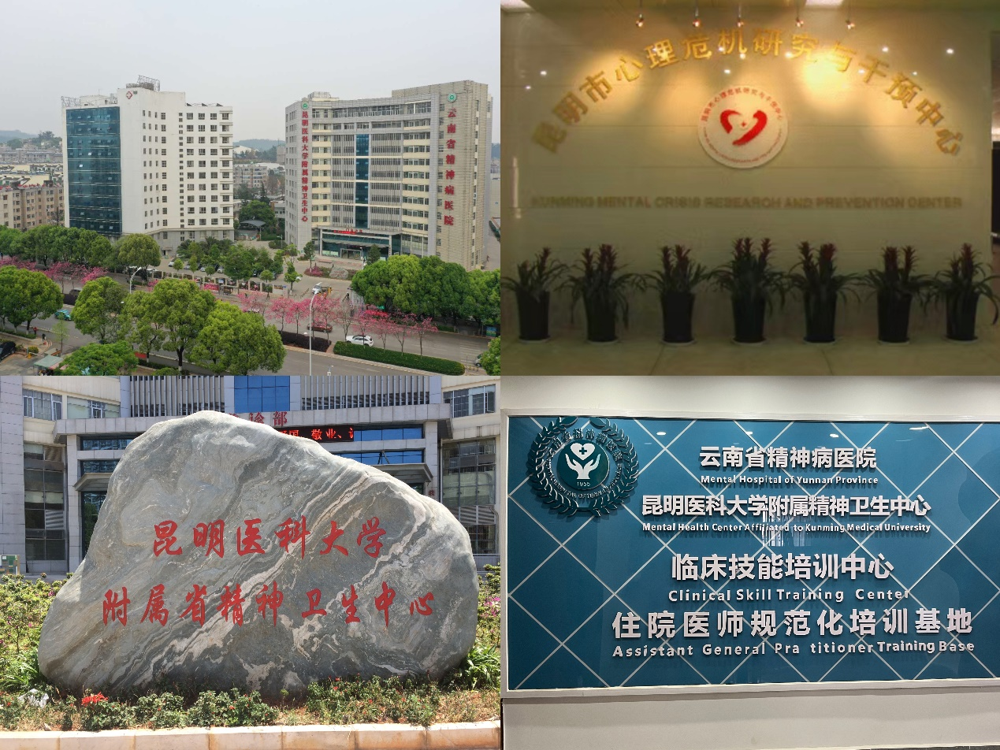 昆明医科大学附属精神卫生中心
云南省精神病医院
昆明市心理危机研究与干预中心
KUNMING MENTAL CRISIS RESEARCH AND PREVENTION CENTER
敬业、
昆明医科大学
附属省精神卫生中心
1955
云南省精神病医院
Mental Hospital of Yunnan Province
昆明医科大学附属精神卫生中心
Mental Health Center Affiliated to Kunming Medical University
临床技能培训中心
Clinical Skill Training Center
住院医师规范化培训基地
Assistant General Pra titioner Training Base